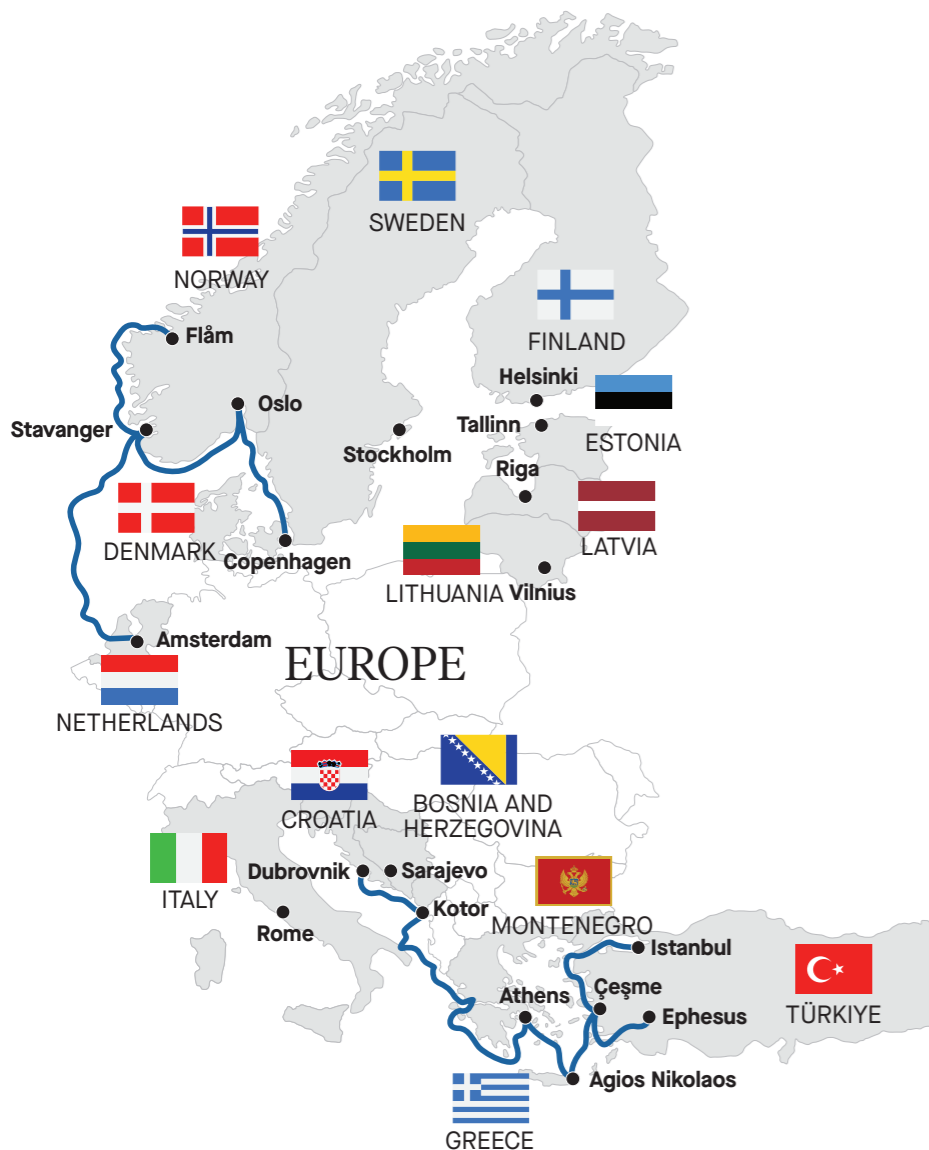 SWEDEN
NORWAY
FINLAND
Flåm
Helsinki
Oslo
Stavanger
Tallinn
ESTONIA
Stockholm
Riga
DENMARK
Copenhagen
LATVIA
LITHUANIA
Vilnius
Amsterdam
EUROPE
NETHERLANDS
CROATIA
BOSNIA AND
HERZEGOVINA
Dubrovnik
Sarajevo
ITALY
Kotor
Rome
MONTENEGRO
Istanbul
Athens
Çeşme
Ephesus
TÜRKIYE
Agios Nikolaos
GREECE